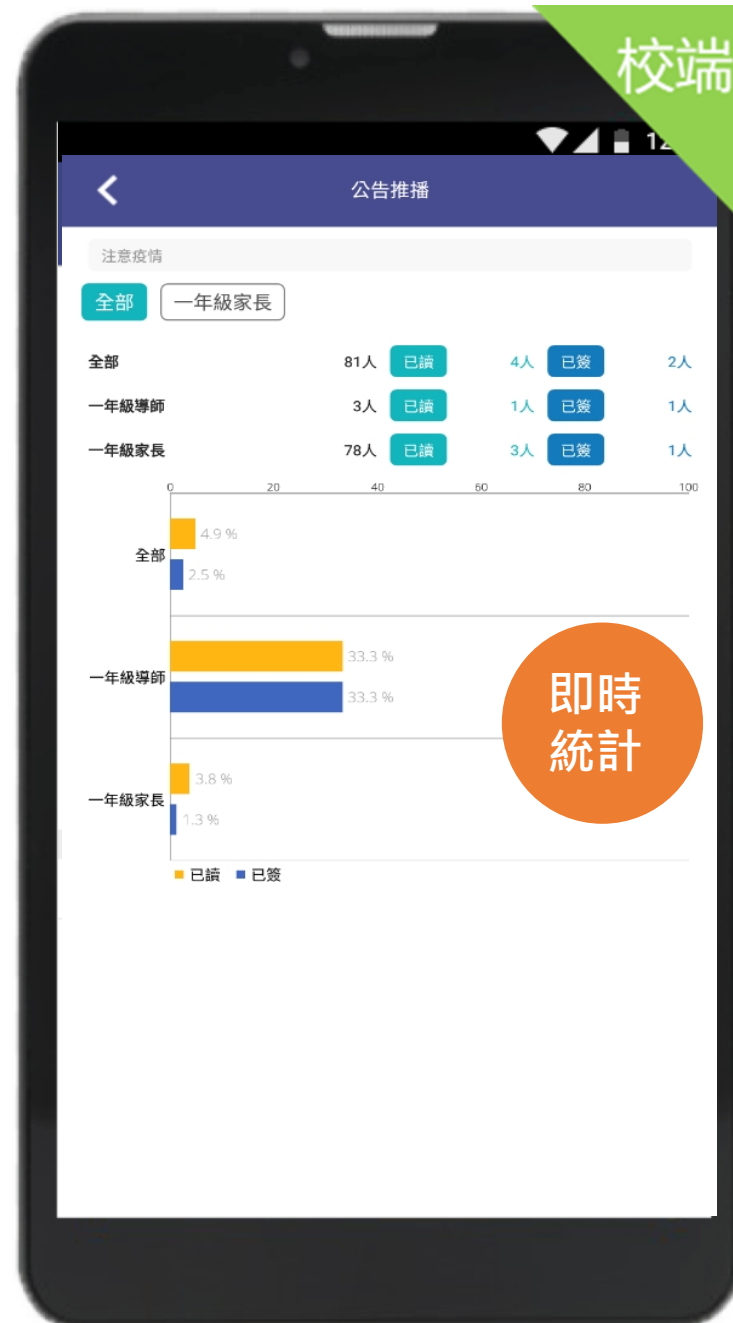 校端
公告推播
注意疫情
全部 一年級家長
全部 81人 已讀 4人 已簽 2人
一年級導師 3人 已讀 1人 已簽 1人
一年級家長 78人 已讀 3人 已簽 1人
0 20 40 60 80 100
4.9 %
全部
2.5 %
33.3 %
一年級導師
33.3 %
即時
統計
3.8 %
一年級家長
1.3 %
已讀 已簽